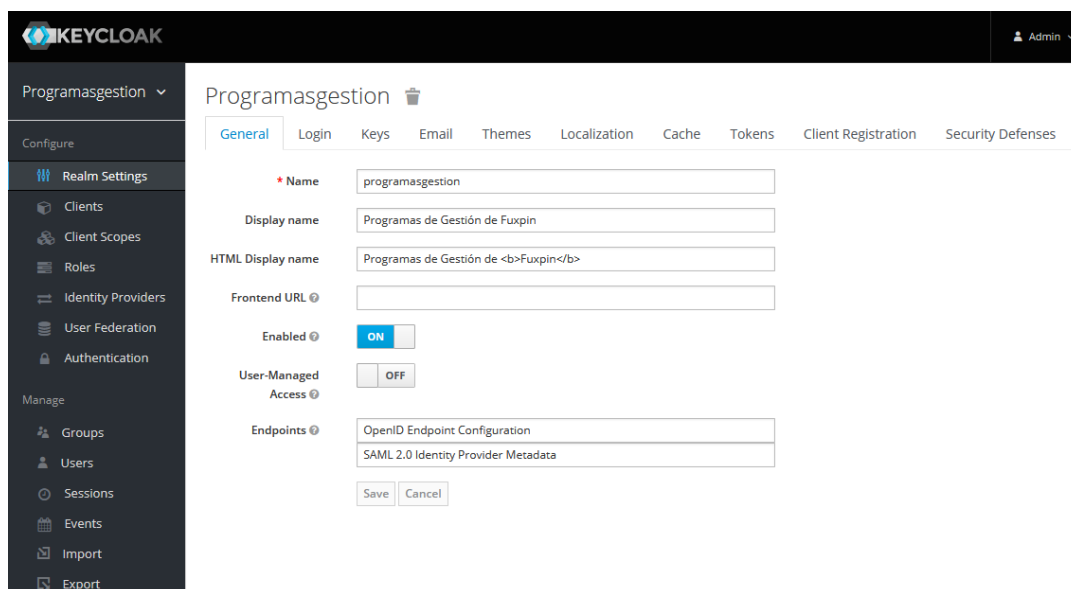 KEYCLOAK
Admin
Programasgestion
Configure
Realm Settings
Clients
Client Scopes
Roles
Identity Providers
User Federation
Authentication
Manage
Groups
Users
Sessions
Events
Import
Export
Programasgestion
General Login Keys Email Themes Localization Cache Tokens Client Registration Security Defenses
* Name programasgestion
Display name Programas de Gestión de Fuxpin
HTML Display name Programas de Gestión de <b>Fuxpin</b>
Frontend URL
Enabled ON
User-Managed
Access OFF
Endpoints OpenID Endpoint Configuration
SAML 2.0 Identity Provider Metadata
Save Cancel